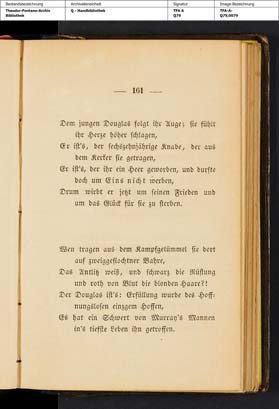 Bestandsbezeichnung
Theodor-Fontane-Archiv
Bibliothek
Archivalieneinheit
Q - Handbibliothek
Signatur
TFA A
Q79
Image-Bezeichnung
TFA-A-
Q79,0079
— 161 —
Dem jungen Douglas folgt ihr Auge; sie fühlt
ihr Herze höher schlagen,
Er ist's, der sechszehnjährige Knabe, der aus
dem Kerker sie getragen,
Er ist's, der ihr ein Heer geworben, und durfte
doch um Eins nicht werben,
Drum wirbt er jetzt um seinen Frieden und
um das Glück für sie zu sterben.
Wen tragen aus dem Kampfgetümmel sie dort
auf zweiggeflochtner Bahre,
Das Antlitz weiß, und schwarz die Rüstung
und roth von Blut die blonden Haare?!
Der Douglas ist's: Erfüllung wurde des Hoff-
nungslosen einzgem Hoffen,
Es hat ein Schwert von Murray's Mannen
in's tiefste Leben ihn getroffen.